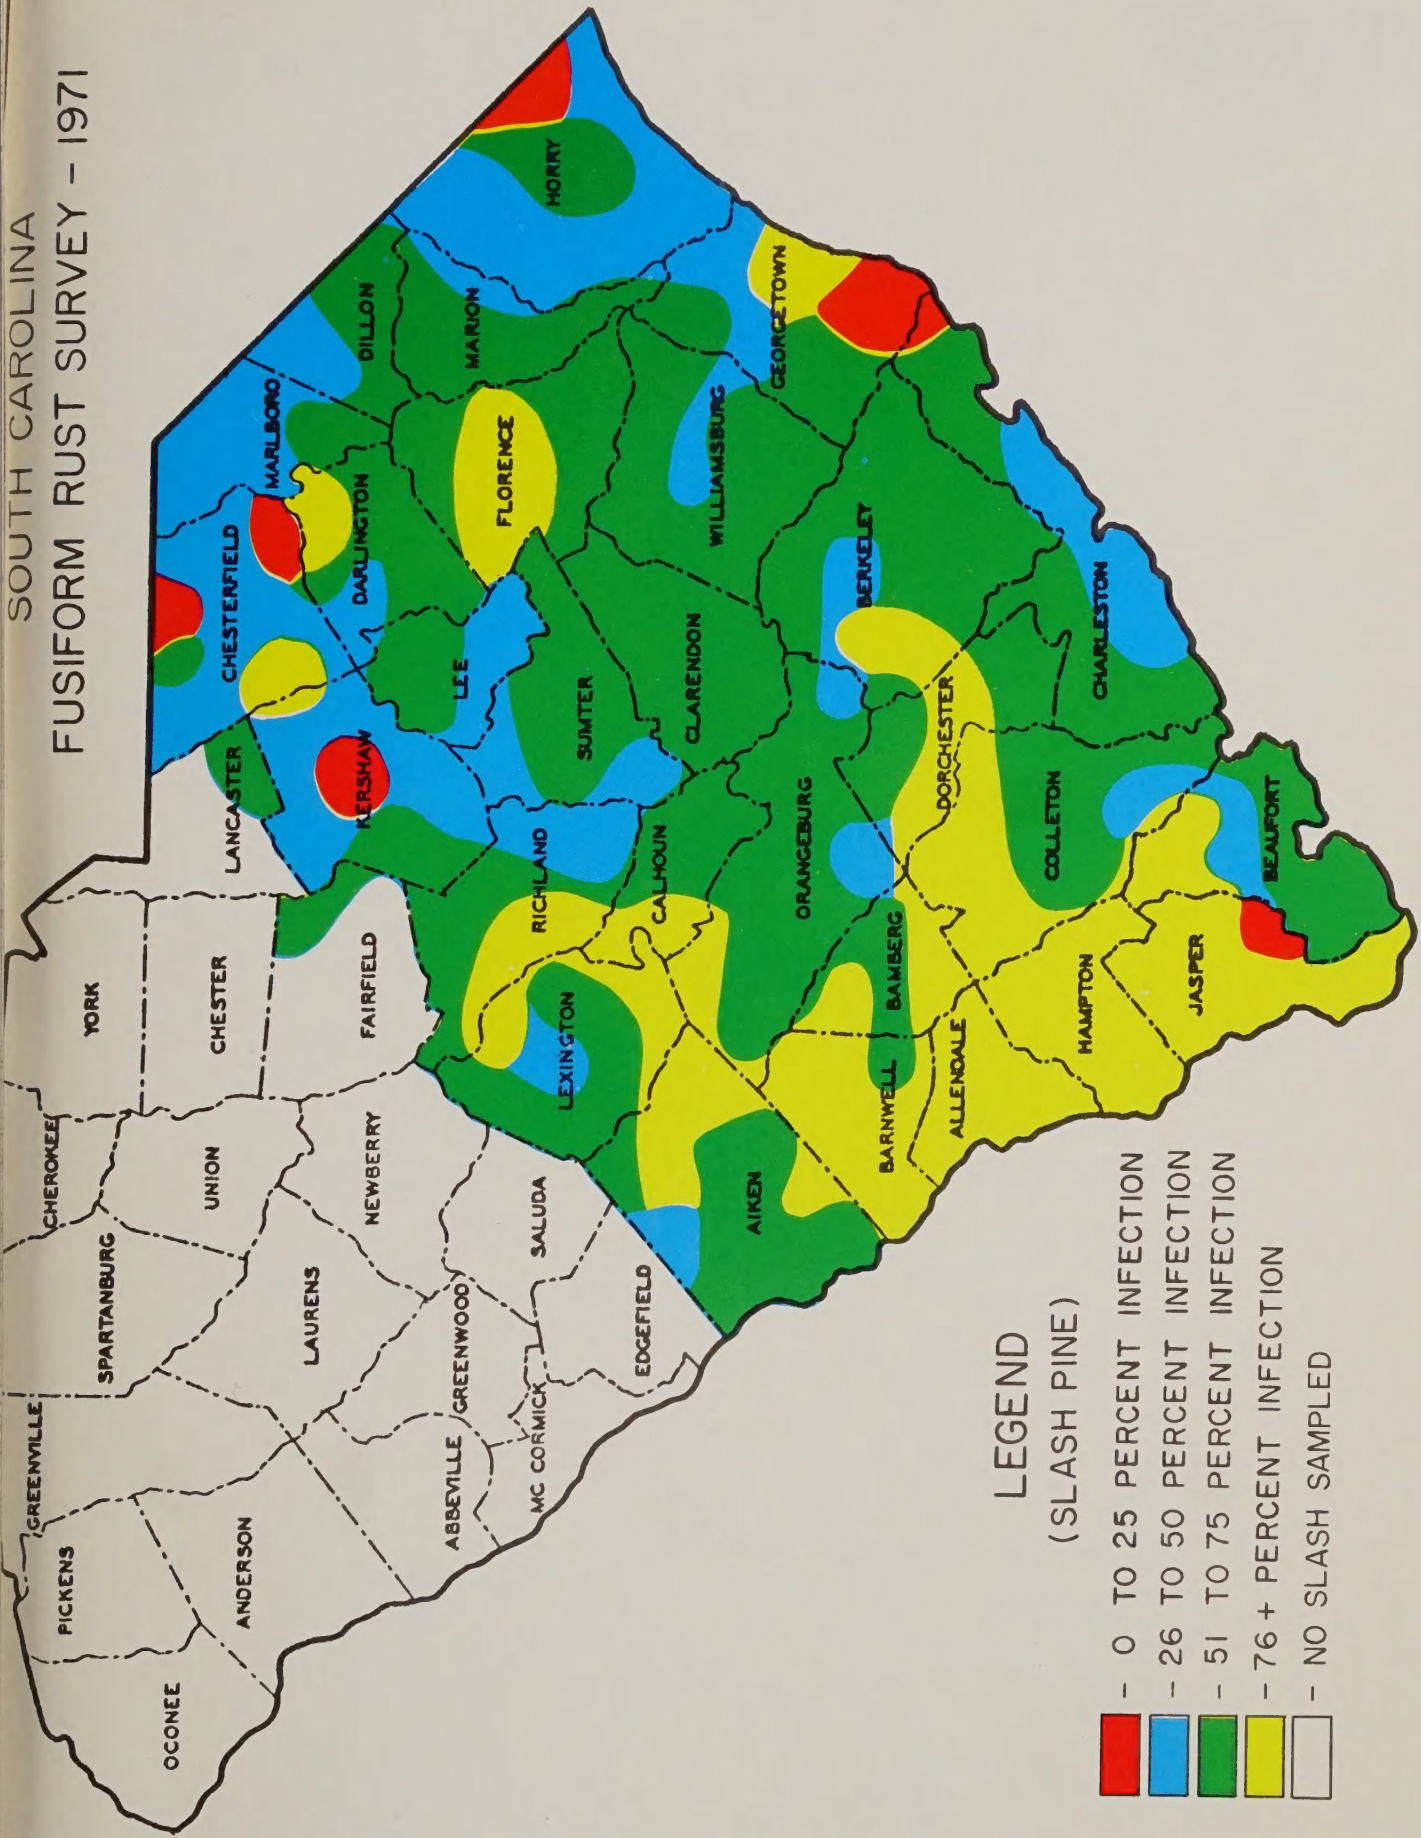 SOUTH CAROLINA
FUSIFORM RUST SURVEY – 1971
OCONEE
PICKENS
GREENVILLE
ANDERSON
SPARTANBURG
CHEROKEE
YORK
UNION
CHESTER
LANCASTER
LAURENS
NEWBERRY
FAIRFIELD
KERSHAW
CHESTERFIELD
MARLBORO
ABBEVILLE
GREENWOOD
MC CORMICK
SALUDA
EDGEFIELD
LEXINGTON
RICHLAND
LEE
DARLINGTON
DILLON
FLORENCE
MARION
HORRY
SUMTER
CALHOUN
CLARENDON
AIKEN
ORANGEBURG
WILLIAMSBURG
GEORGETOWN
BARNWELL
BAMBERG
BERKELEY
ALLENDALE
DORCHESTER
COLLETON
HAMPTON
CHARLESTON
JASPER
BEAUFORT
LEGEND
(SLASH PINE)
– 0 TO 25 PERCENT INFECTION
– 26 TO 50 PERCENT INFECTION
– 51 TO 75 PERCENT INFECTION
– 76 + PERCENT INFECTION
– NO SLASH SAMPLED